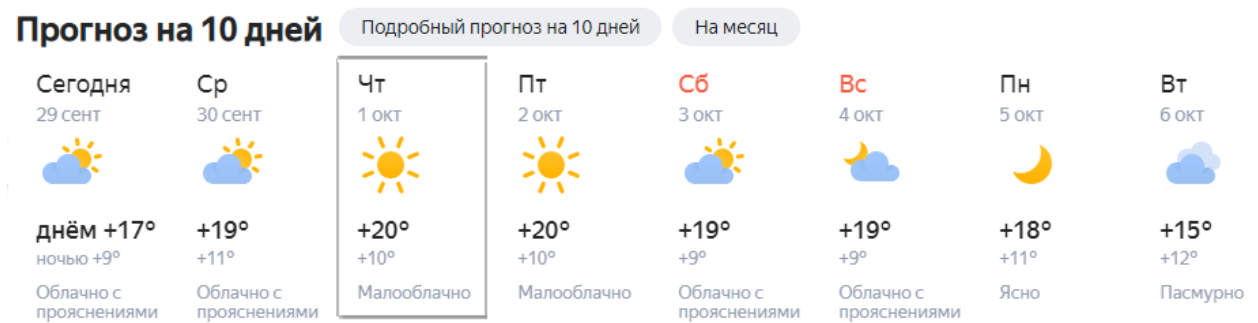 Прогноз на 10 дней Подробный прогноз на 10 дней На месяц
Сегодня Ср Чт Пт Сб Вс Пн Вт
29 сент 30 сент 1 окт 2 окт 3 окт 4 окт 5 окт 6 окт
днём +17° +19° +20° +20° +19° +19° +18° +15°
ночью +9° +11° +10° +10° +9° +9° +11° +12°
Облачно с Облачно с Малооблачно Малооблачно Облачно с Облачно с Ясно Пасмурно
прояснениями прояснениями прояснениями прояснениями